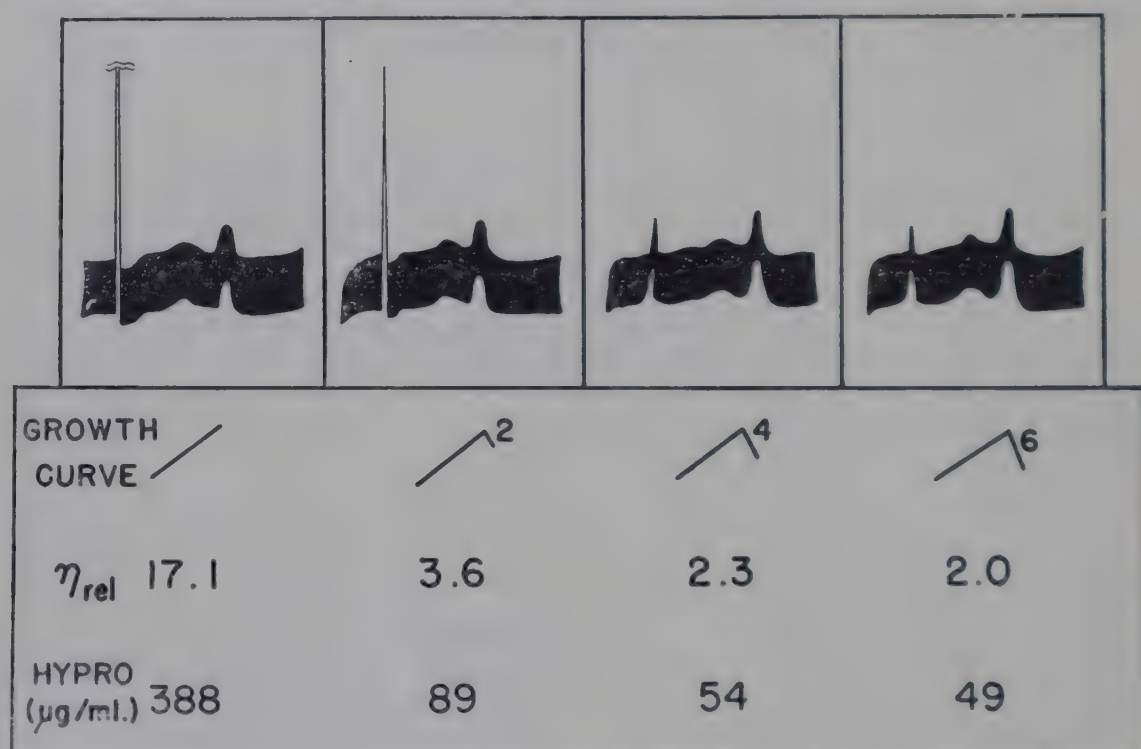 GROWTH
CURVE
2
4
6
ηrel 17.1 3.6 2.3 2.0
HYPRO
(μg/ml.) 388 89 54 49